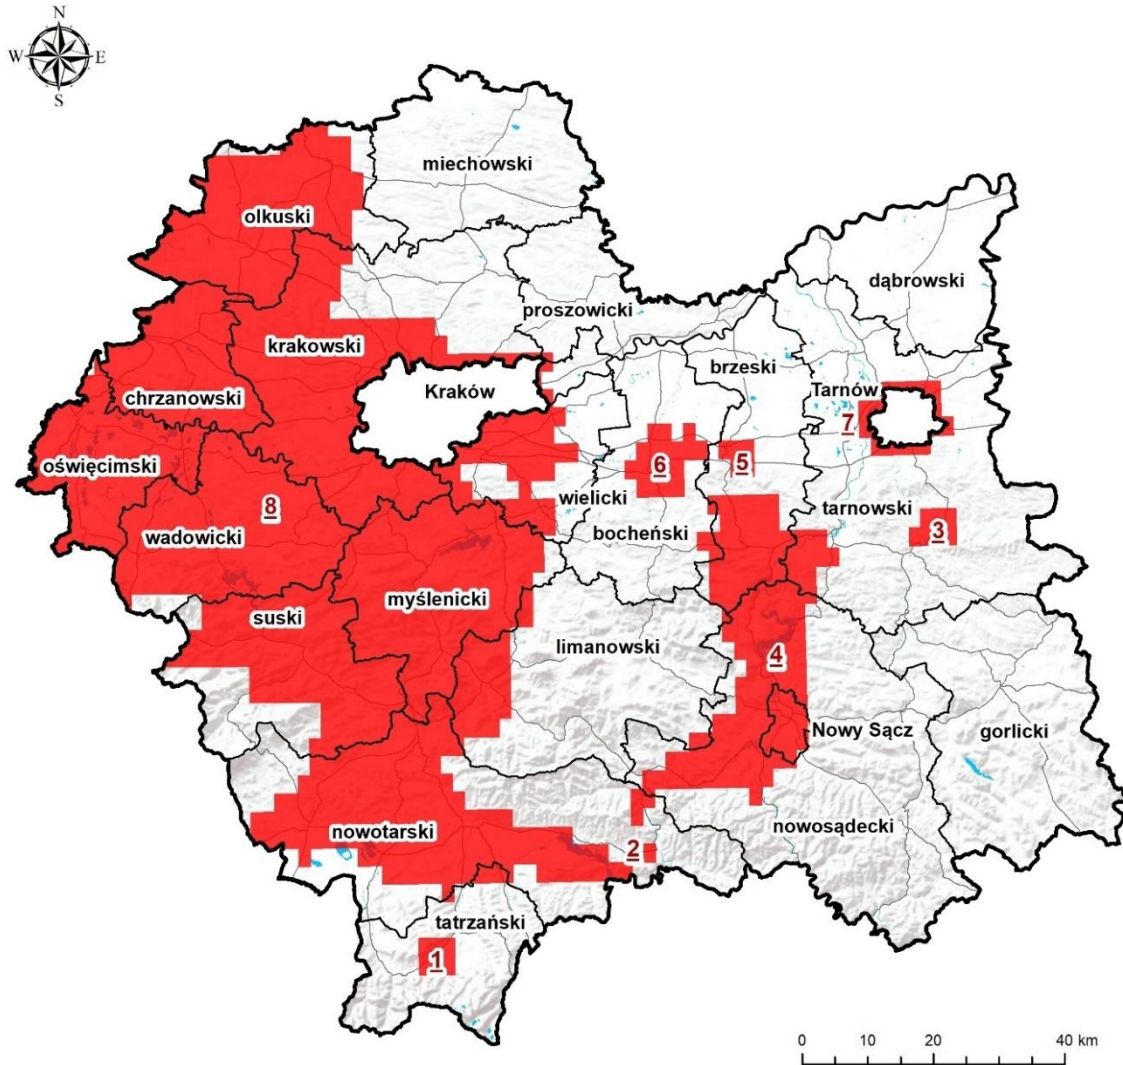 N
W E
S
miechowski
olkuski
dąbrowski
proszowicki
krakowski
brzeski
Kraków
Tarnów
chrzanowski
7
oświęcimski
6
5
wielicki
8
tarnowski
bocheński
3
wadowicki
myślenicki
suski
limanowski
4
Nowy Sącz
gorlicki
nowotarski
nowosądecki
2
tatrzański
1
0 10 20 40 km